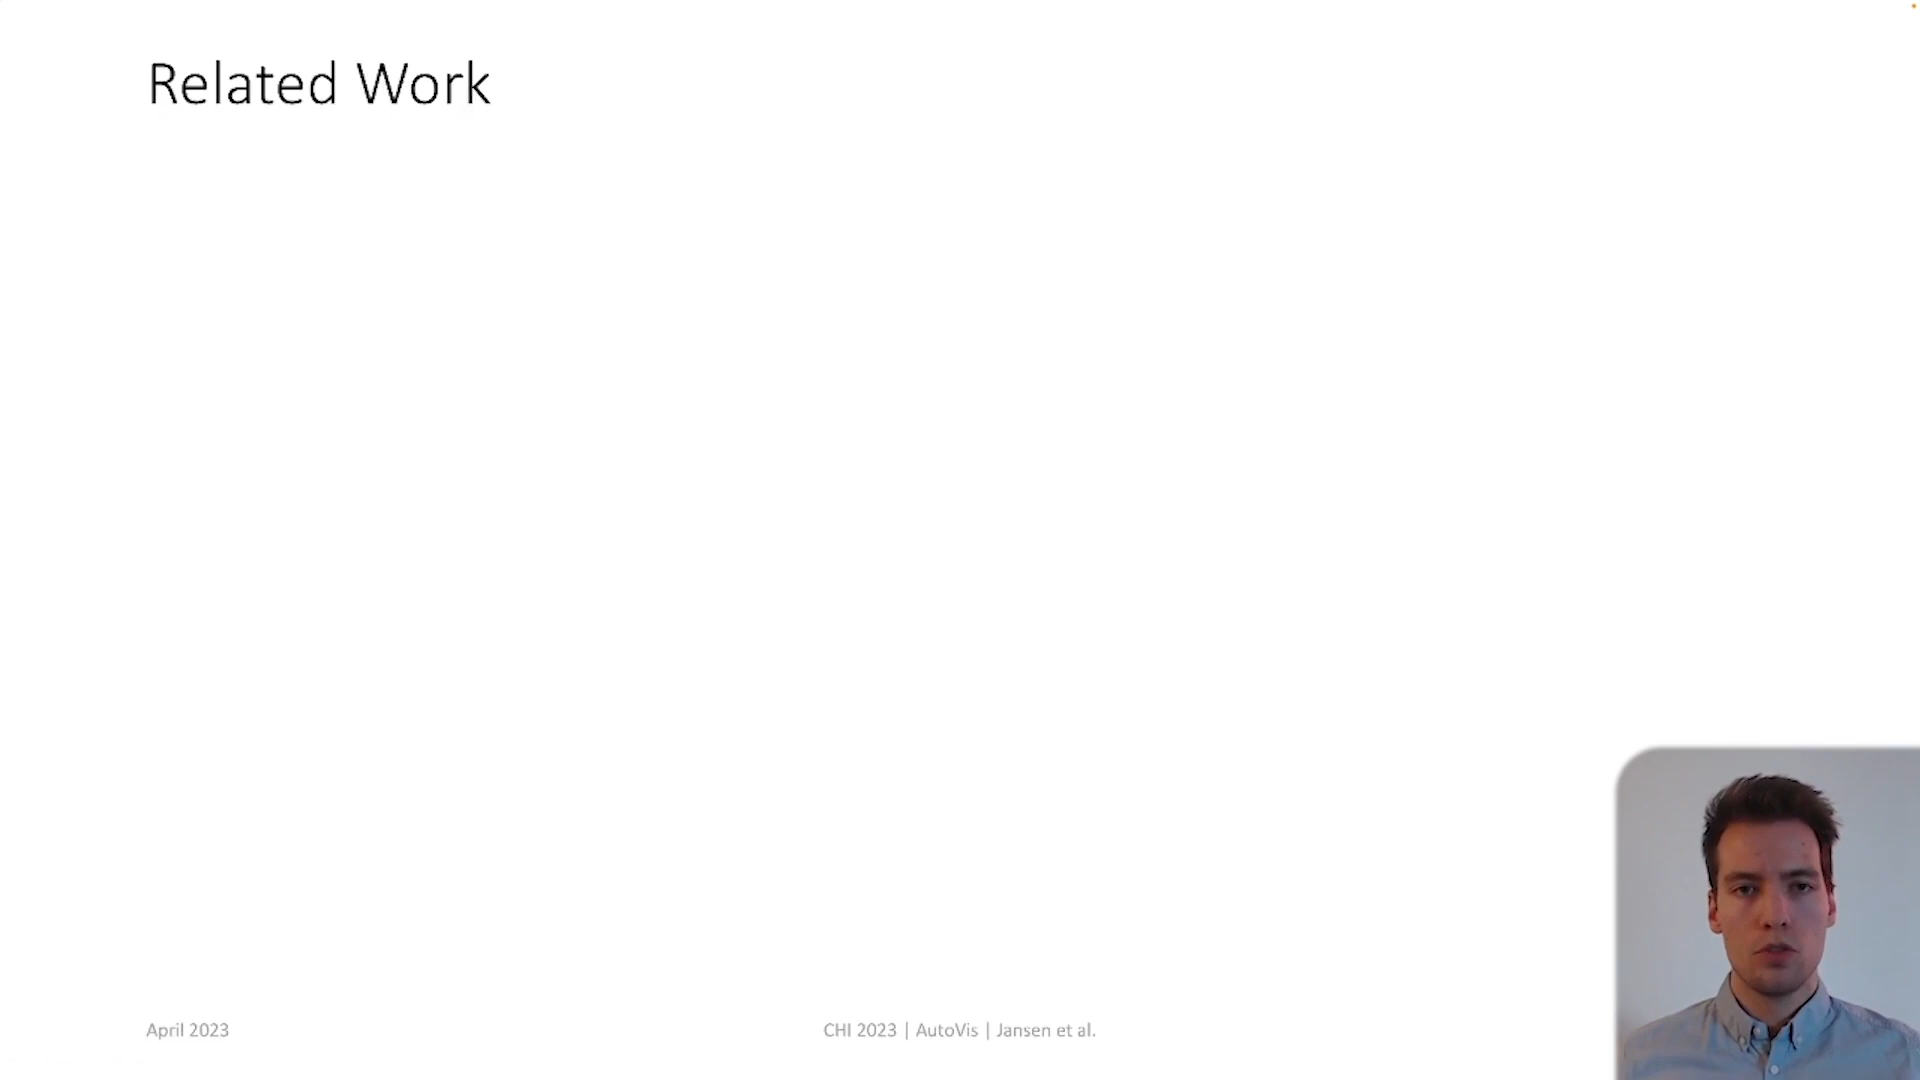 Related Work
April 2023
CHI 2023 | AutoVis | Jansen et al.